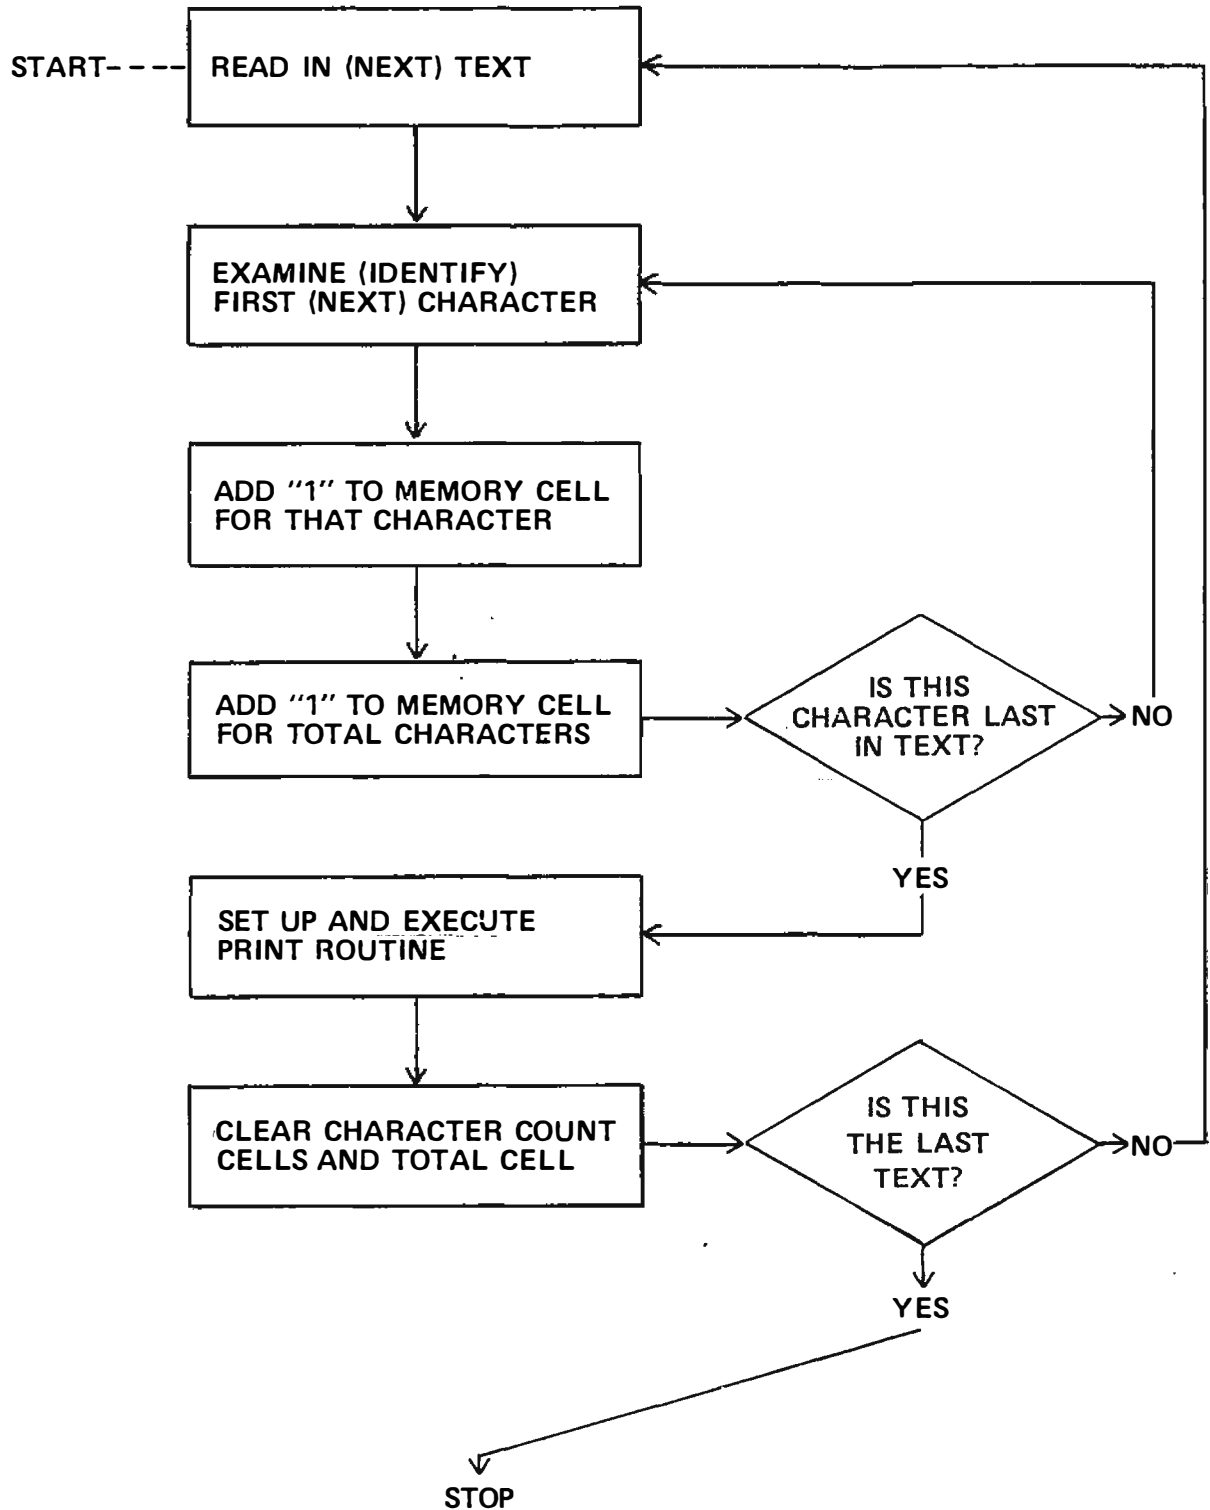 START
READ IN (NEXT) TEXT
EXAMINE (IDENTIFY)
FIRST (NEXT) CHARACTER
ADD "1" TO MEMORY CELL
FOR THAT CHARACTER
ADD "1" TO MEMORY CELL
FOR TOTAL CHARACTERS
IS THIS
CHARACTER LAST
IN TEXT?
NO
YES
SET UP AND EXECUTE
PRINT ROUTINE
CLEAR CHARACTER COUNT
CELLS AND TOTAL CELL
IS THIS
THE LAST
TEXT?
NO
YES
STOP